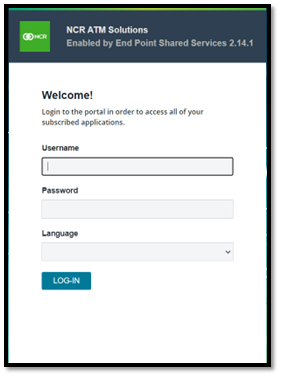 NCR
NCR ATM Solutions
Enabled by End Point Shared Services 2.14.1
Welcome!
Login to the portal in order to access all of your
subscribed applications.
Username
Password
Language
LOG-IN